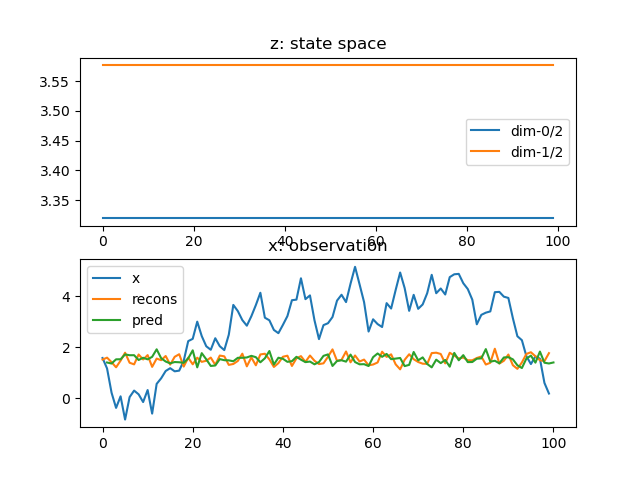 z: state space
3.55
3.50
3.45
3.40
3.35
dim-0/2
dim-1/2
0 20 40 60 80 100
x: observation
4
2
0
x
recons
pred
0 20 40 60 80 100